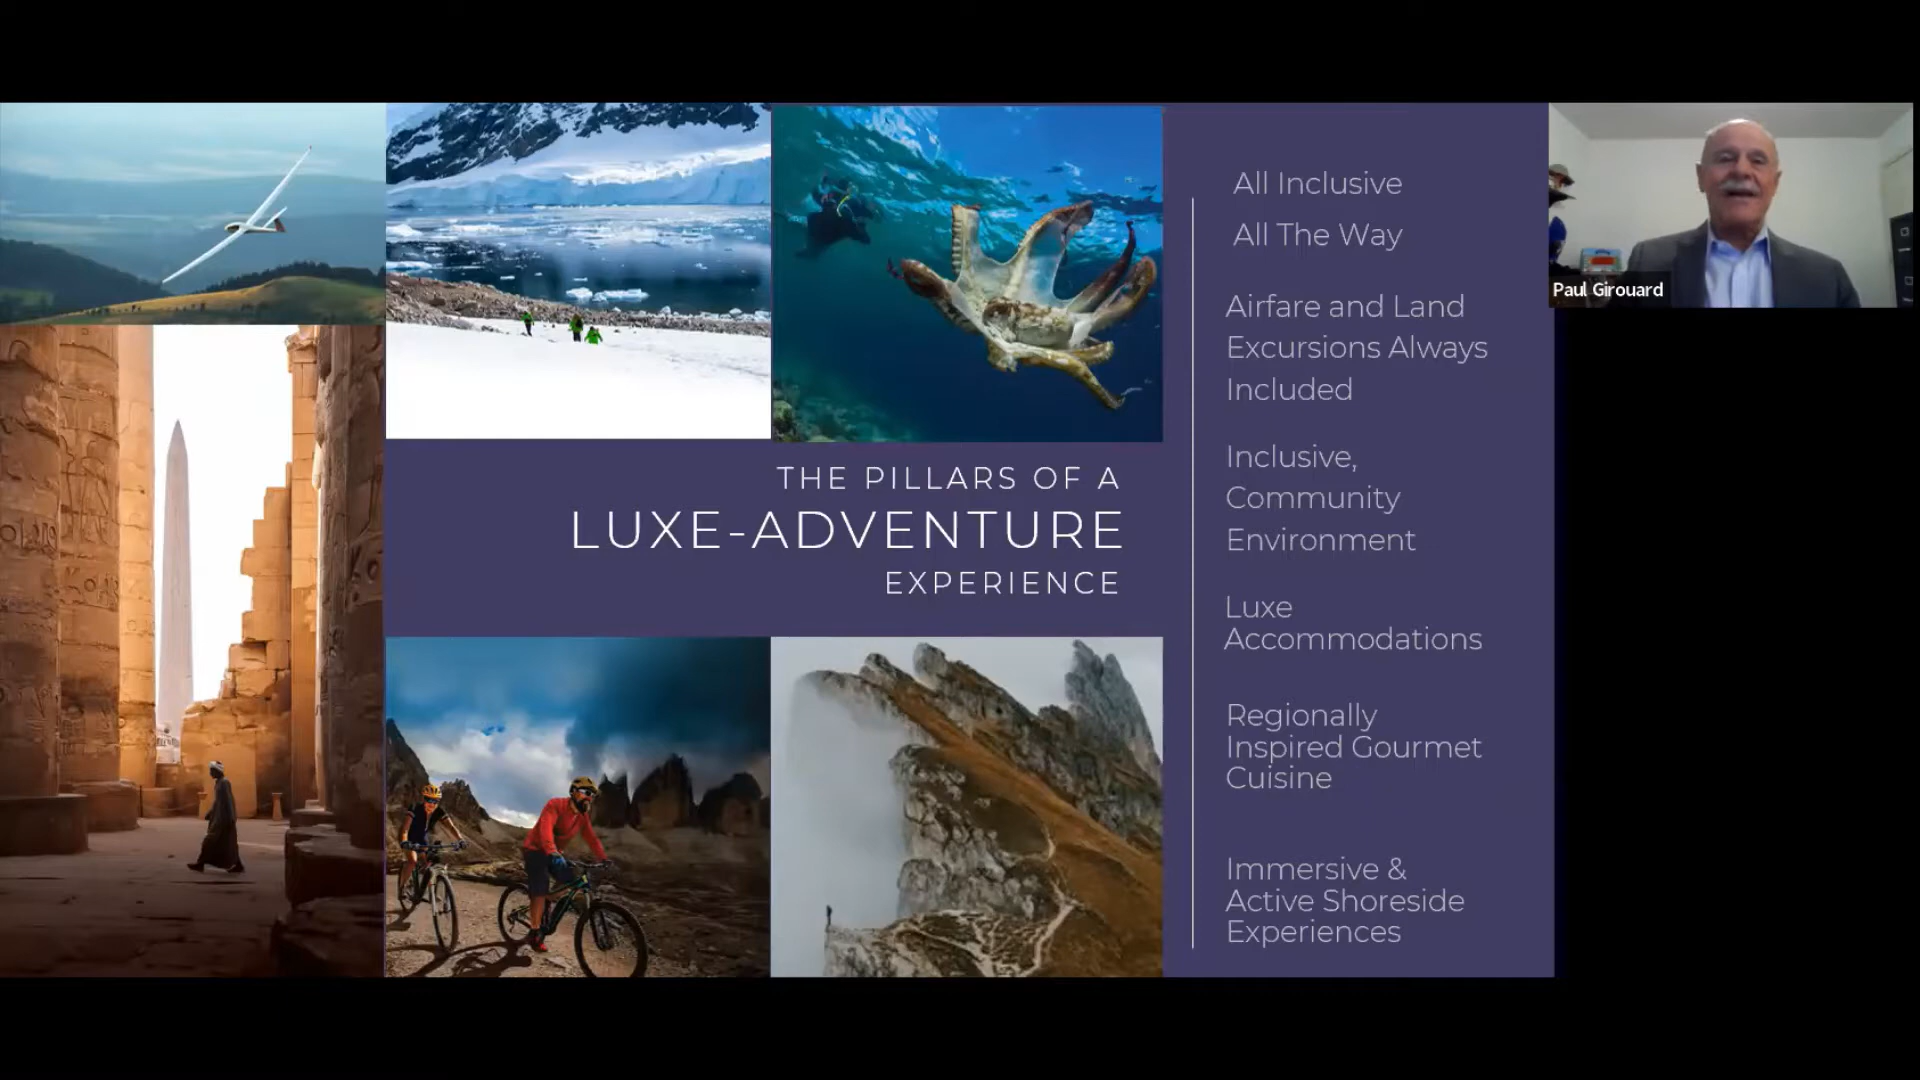 THE PILLARS OF A
LUXE-ADVENTURE
EXPERIENCE
All Inclusive
All The Way
Airfare and Land
Excursions Always
Included
Inclusive,
Community
Environment
Luxe
Accommodations
Regionally
Inspired Gourmet
Cuisine
Immersive &
Active Shoreside
Experiences
Paul Girouard